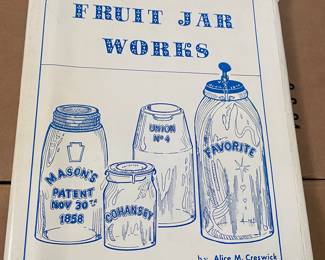 FRUIT JAR
WORKS
UNION
Nº 4
FAVORITE
MASON'S
PATENT
NOV 30TH
1858
COHANSEY
by Alice M. Creswick